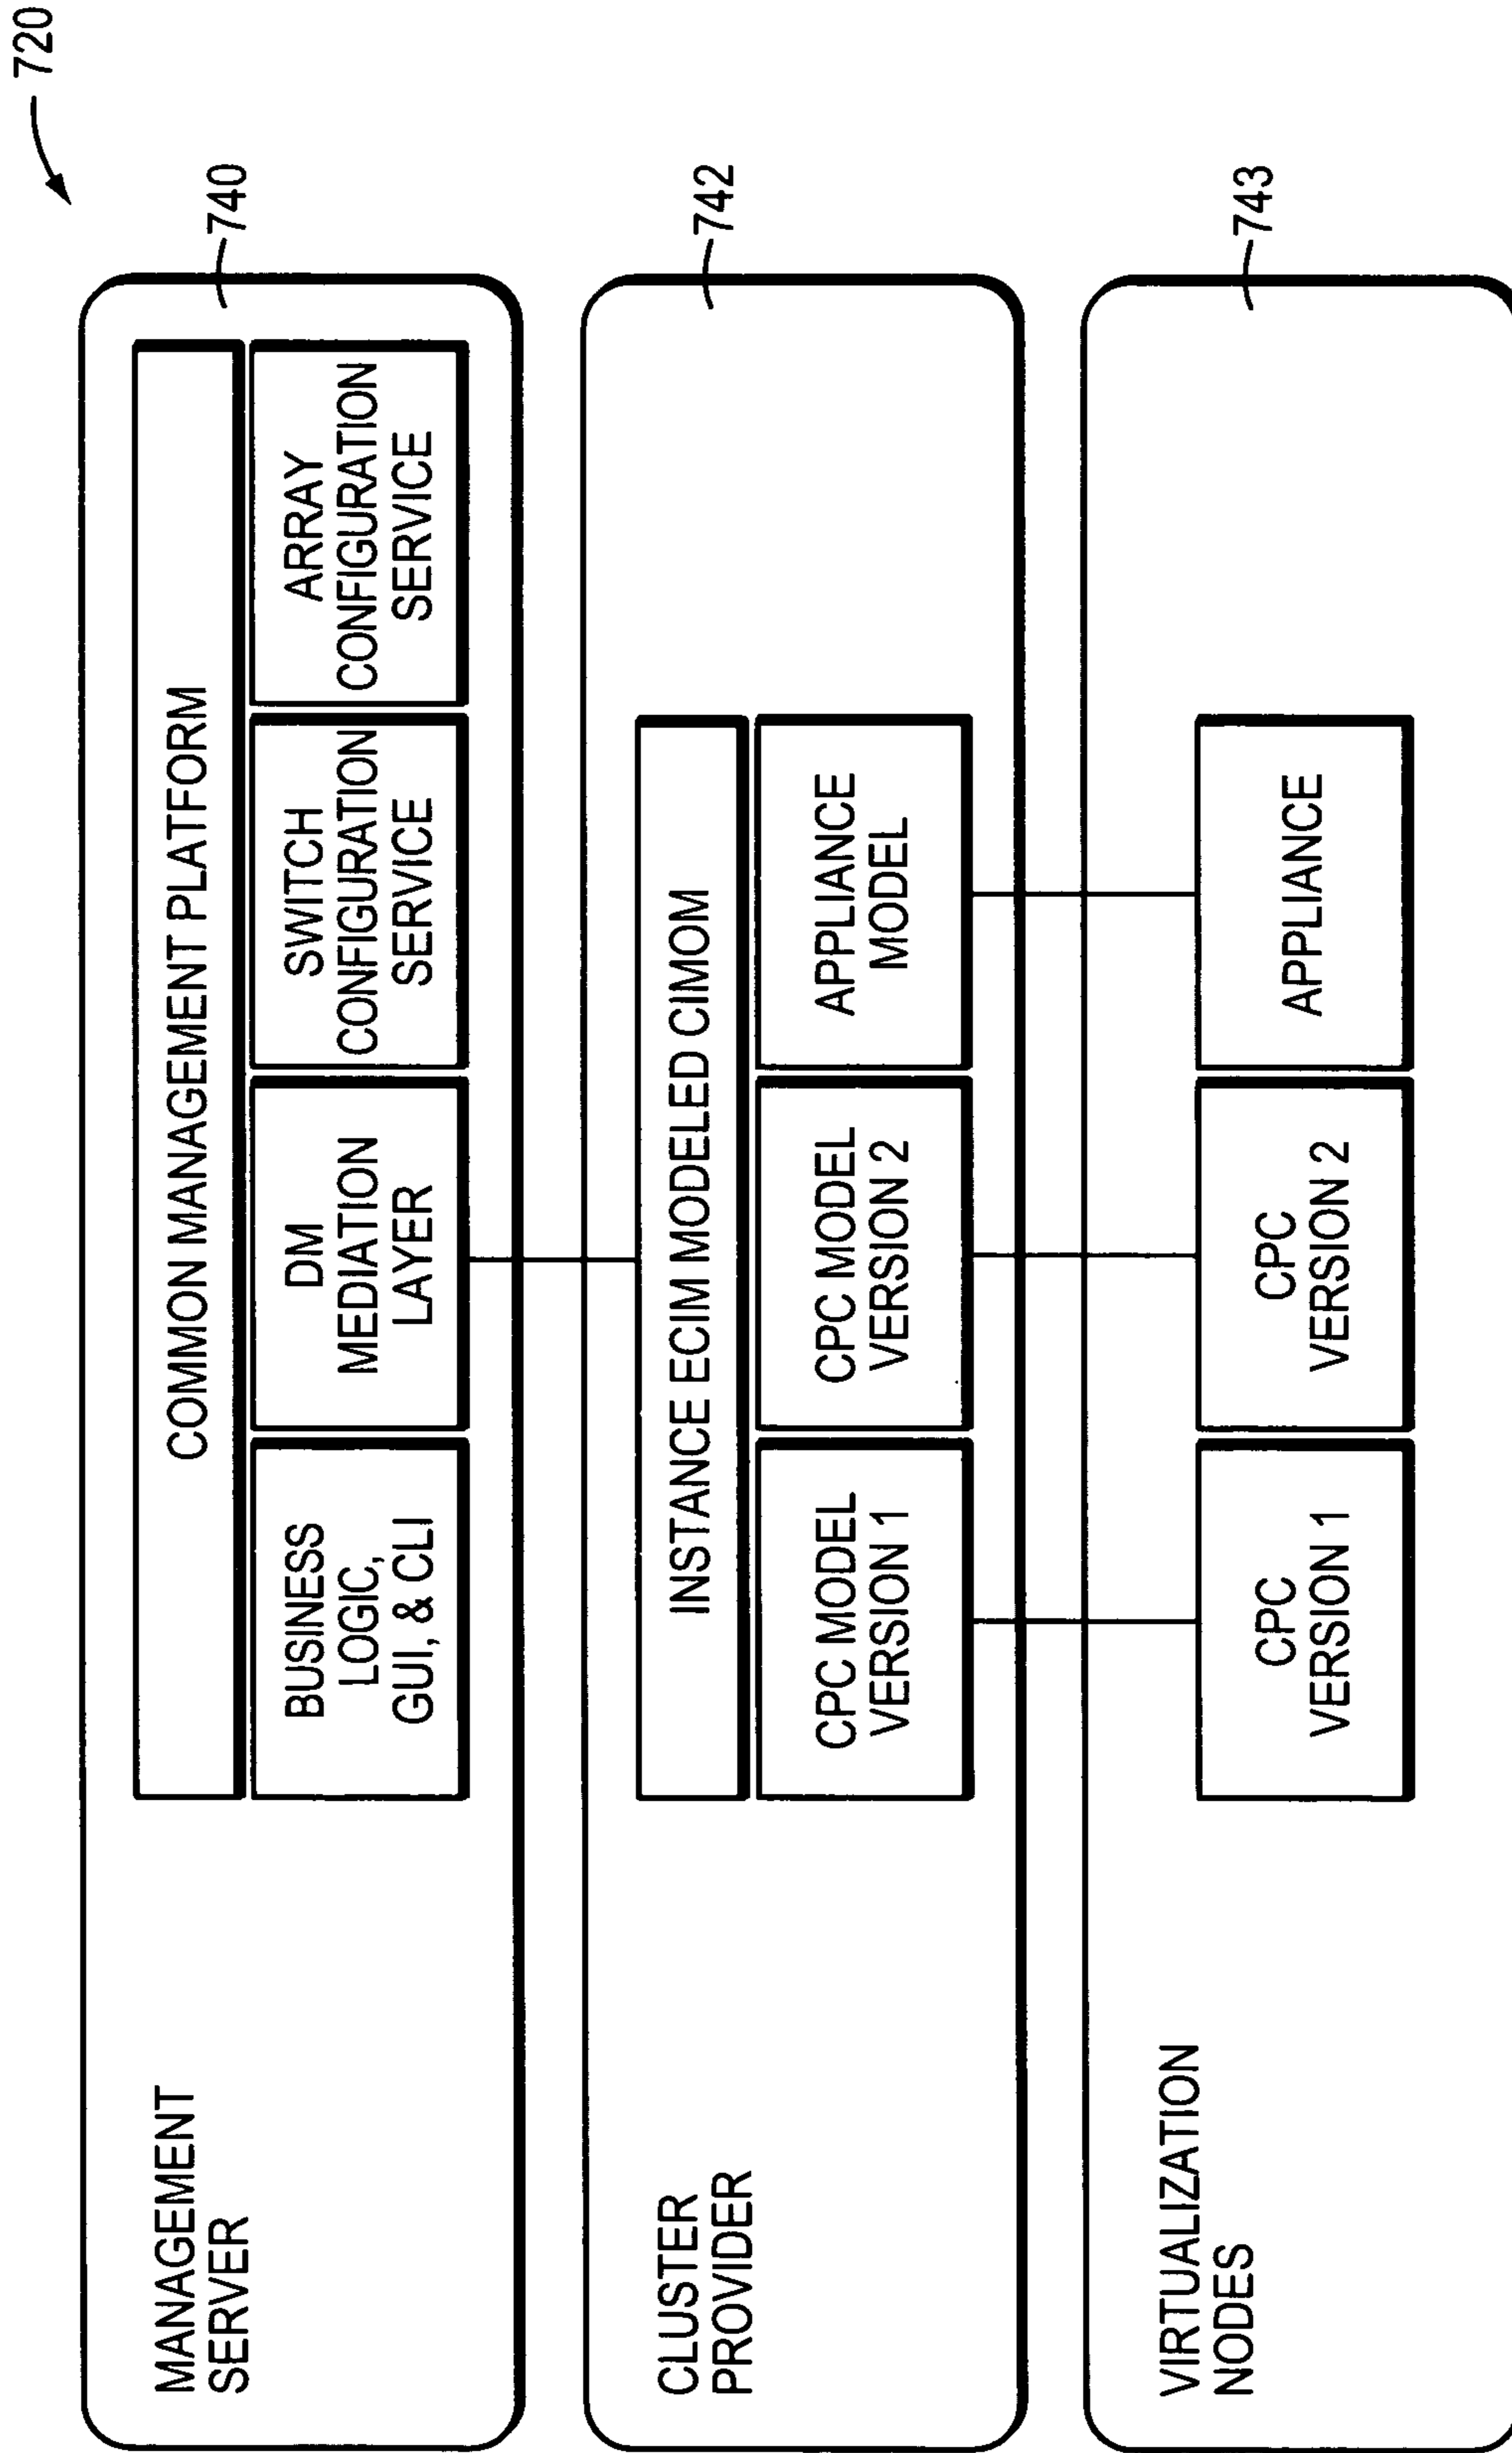 720
MANAGEMENT
SERVER
740
COMMON MANAGEMENT PLATFORM
BUSINESS
LOGIC,
GUI, & CLI
DM
MEDIATION
LAYER
SWITCH
CONFIGURATION
SERVICE
ARRAY
CONFIGURATION
SERVICE
CLUSTER
PROVIDER
742
INSTANCE ECIM MODELED CIMOM
CPC MODEL
VERSION 1
CPC MODEL
VERSION 2
APPLIANCE
MODEL
VIRTUALIZATION
NODES
743
CPC
VERSION 1
CPC
VERSION 2
APPLIANCE